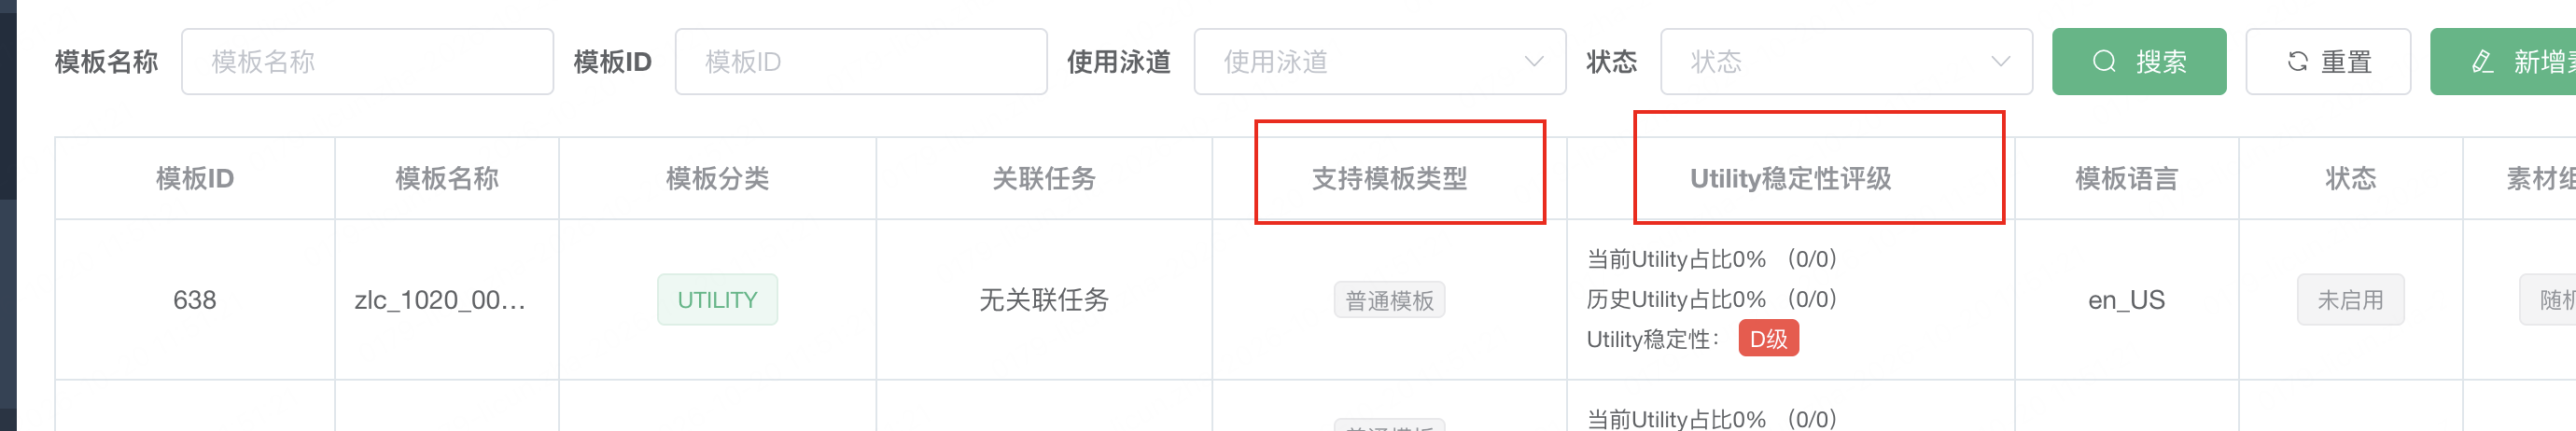 模板名称 模板名称 模板ID 模板ID 使用泳道 使用泳道 状态 状态 搜索 重置 新增
模板ID 模板名称 模板分类 关联任务 支持模板类型 Utility稳定性评级 模板语言 状态 素材组
638 zlc_1020_00... UTILITY 无关联任务 普通模板 当前Utility占比0% （0/0） en_US 未启用 随机
历史Utility占比0% （0/0）
Utility稳定性： D级
当前Utility占比0% （0/0）